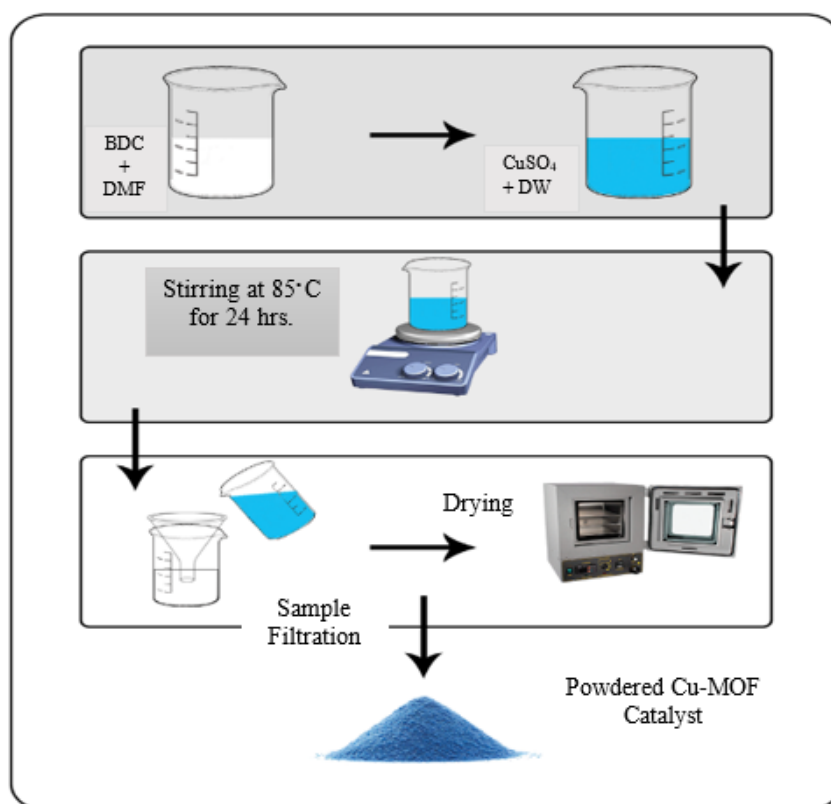 BDC
+
DMF
CuSO₄
+ DW
Stirring at 85°C
for 24 hrs.
Drying
Sample
Filtration
Powdered Cu-MOF
Catalyst